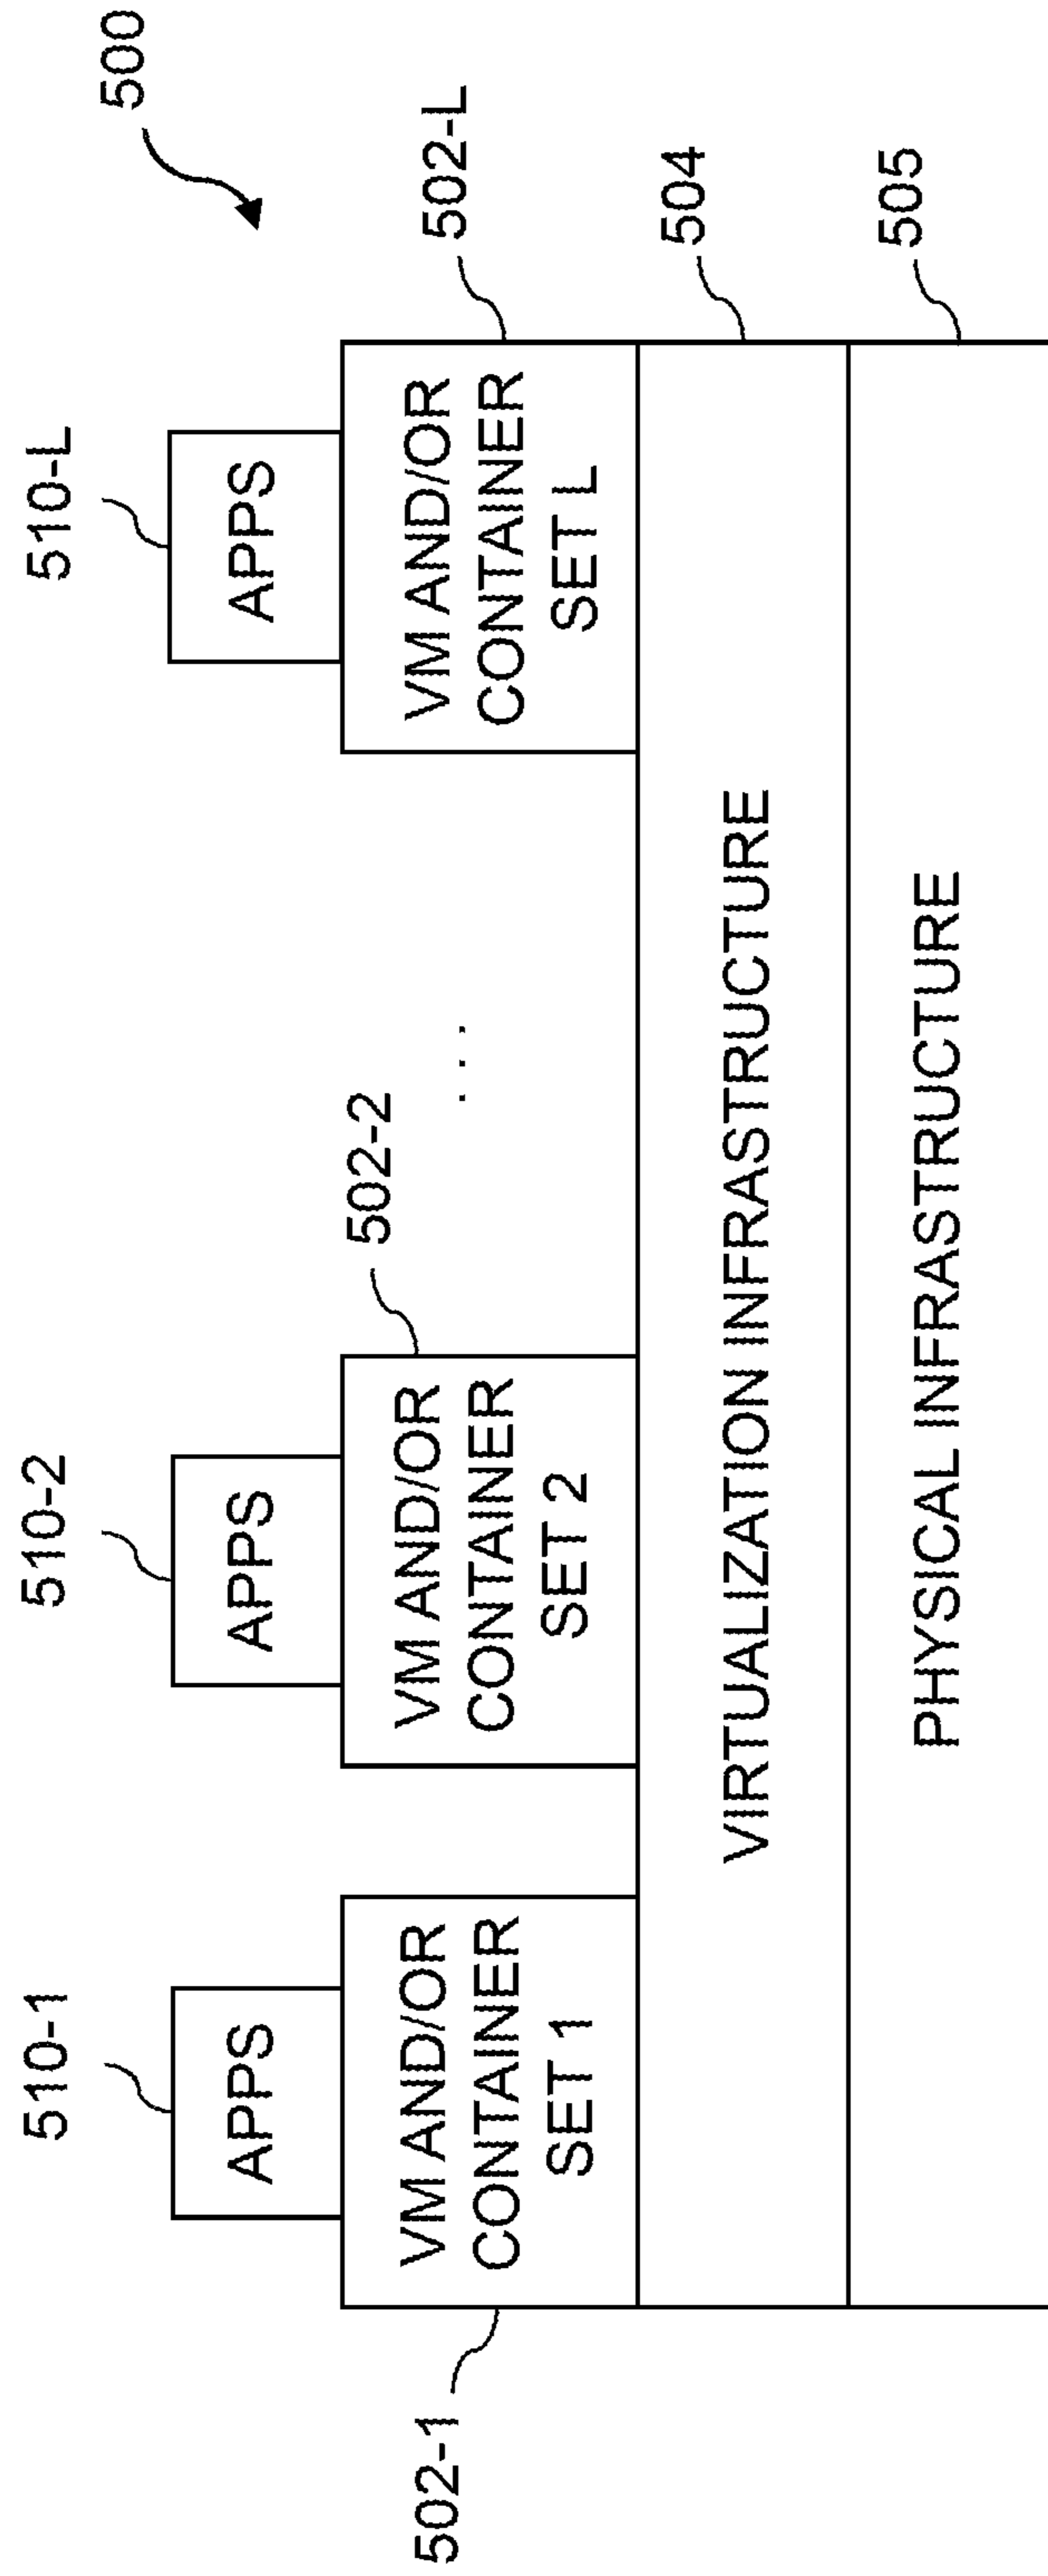 500
510-1
510-2
510-L
APPS
APPS
APPS
502-1
VM AND/OR
CONTAINER
SET 1
VM AND/OR
CONTAINER
SET 2
502-2
. . .
VM AND/OR
CONTAINER
SET L
502-L
VIRTUALIZATION INFRASTRUCTURE
504
PHYSICAL INFRASTRUCTURE
505